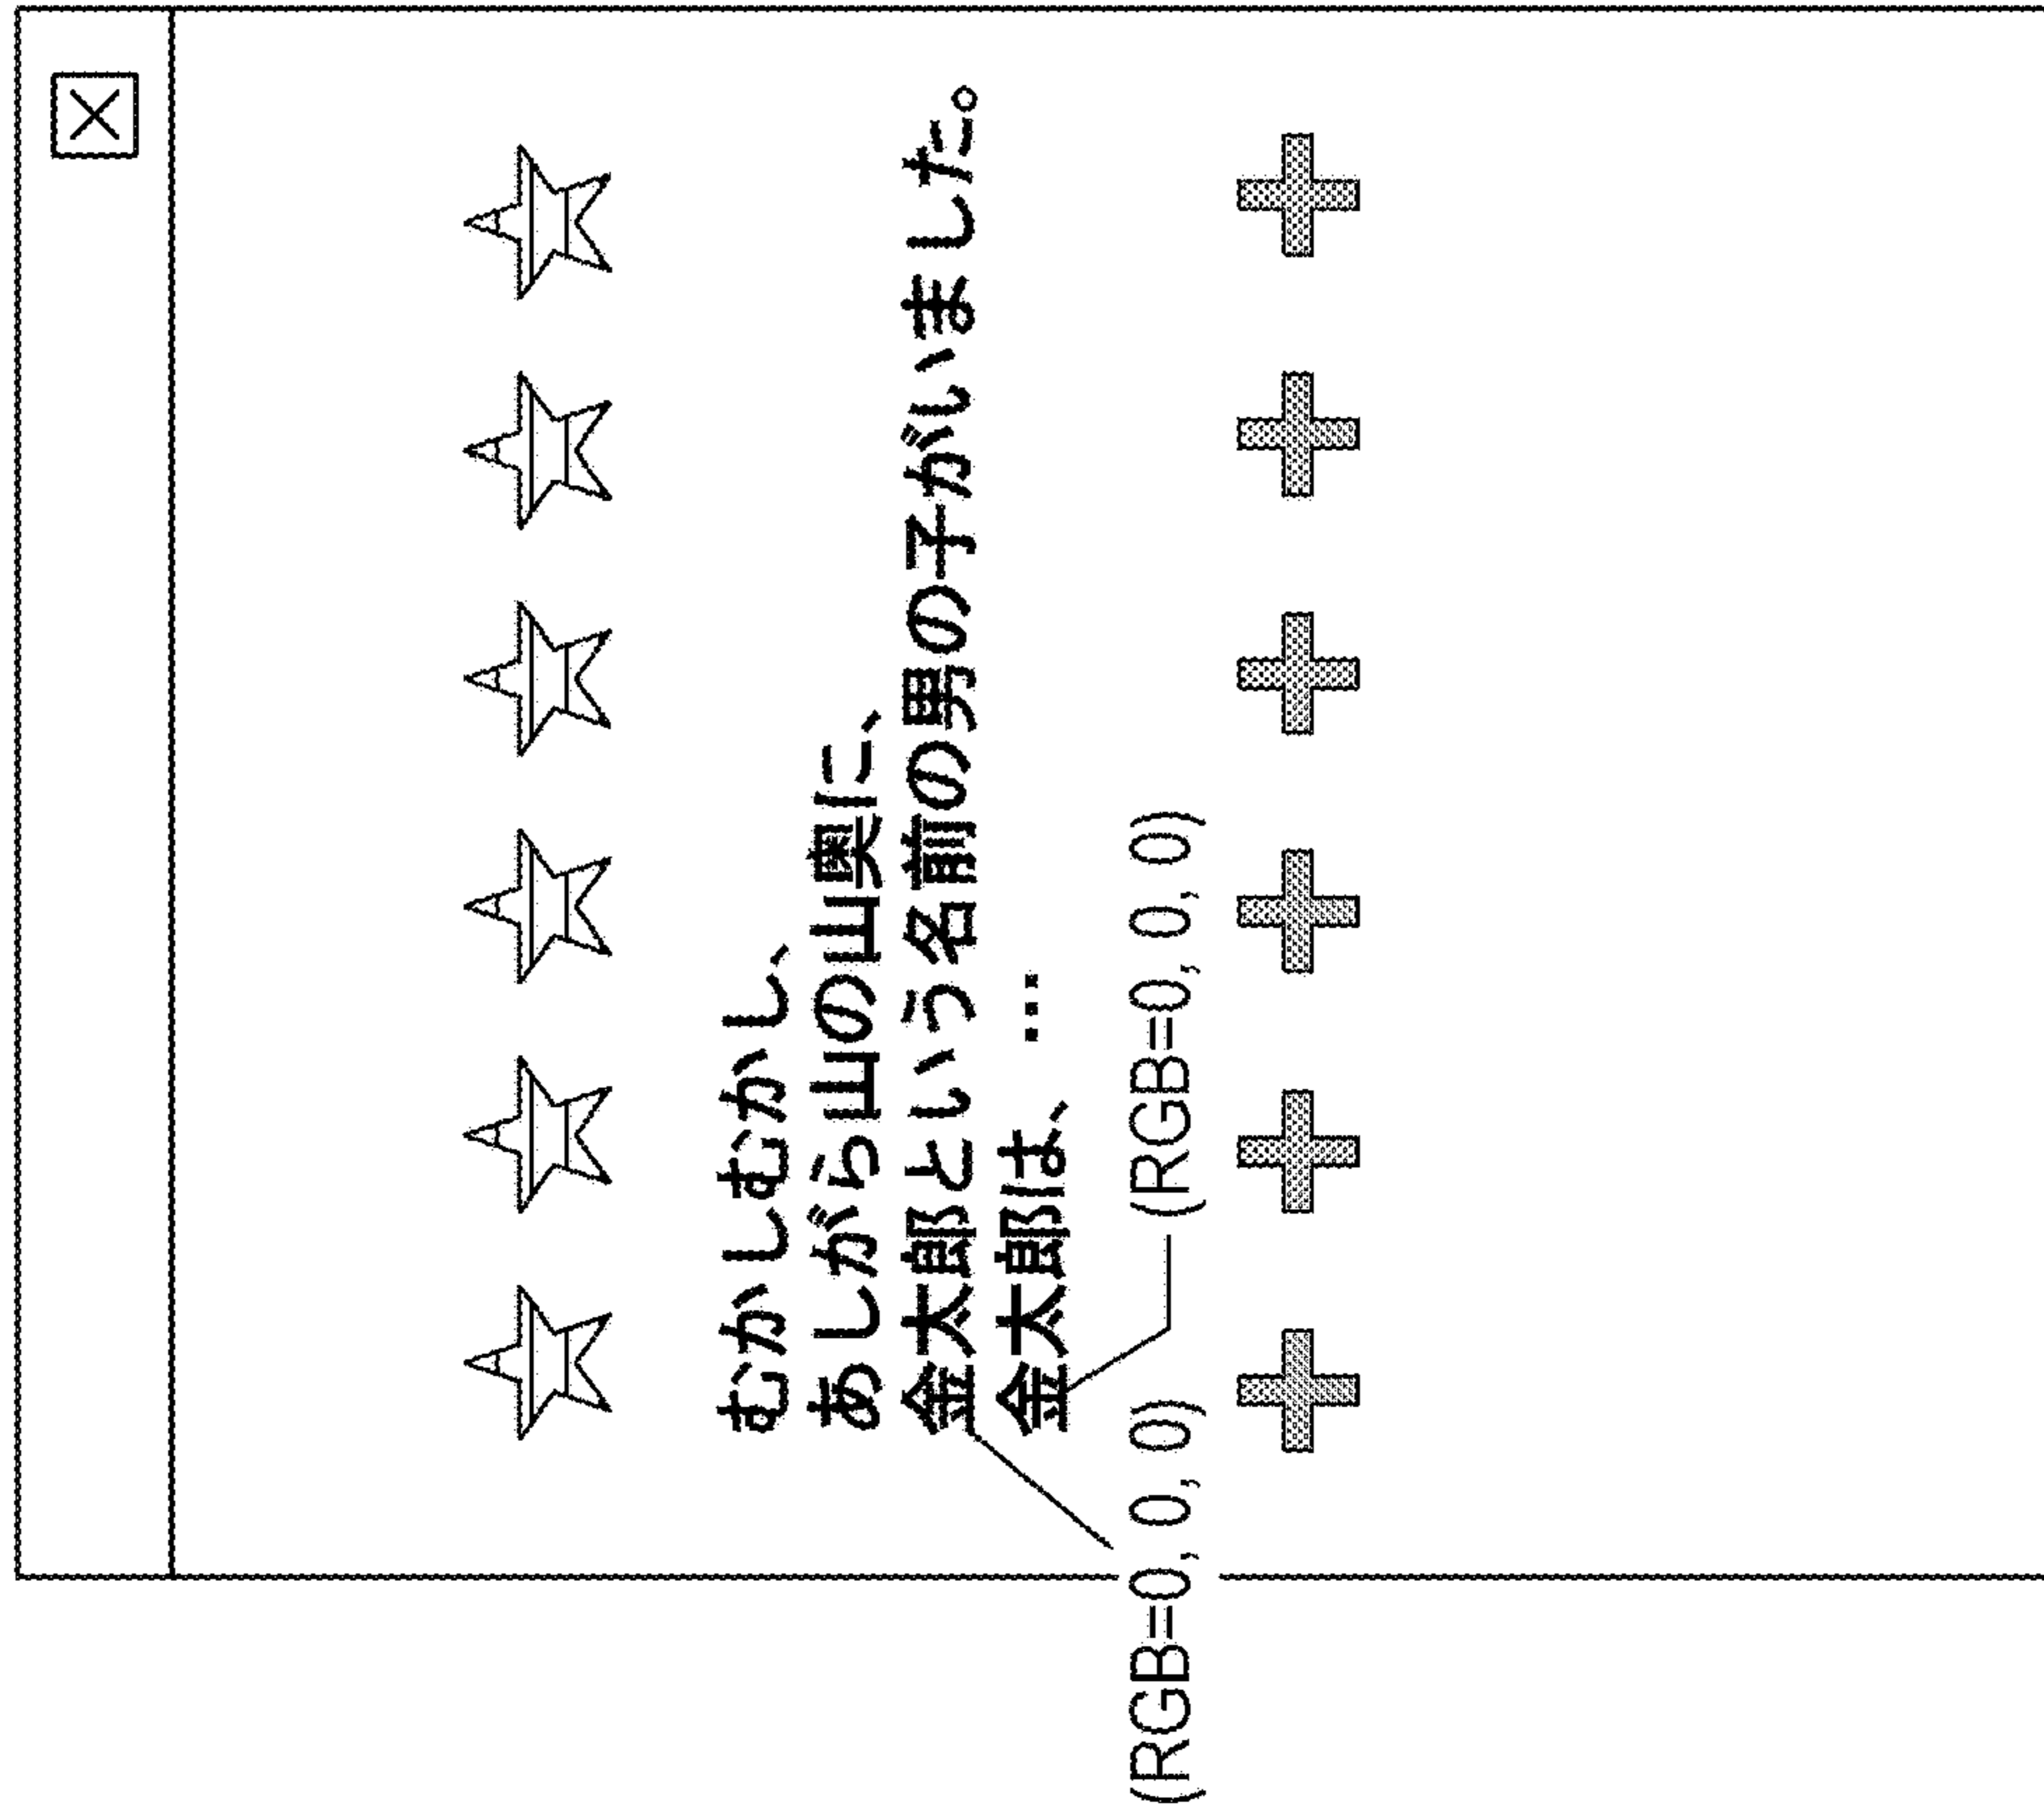 むかしむかし、
あしがら山の山奥に、
金太郎という名前の男の子がいました。
金太郎は、 …
(RGB=0, 0, 0)
(RGB=0, 0, 0)